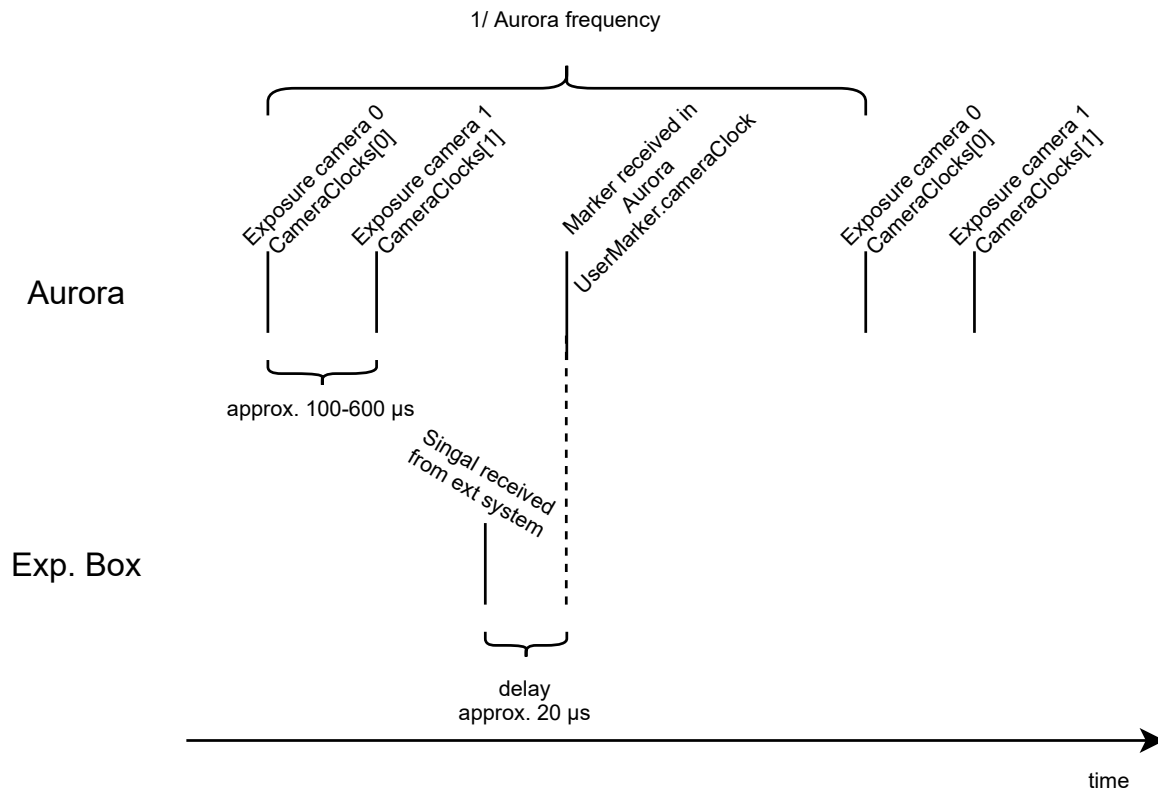 1/ Aurora frequency
Exposure camera 0
CameraClocks[0]
Exposure camera 1
CameraClocks[1]
Marker received in
Aurora
UserMarker.cameraClock
Exposure camera 0
CameraClocks[0]
Exposure camera 1
CameraClocks[1]
Aurora
approx. 100-600 µs
Singal received
from ext system
Exp. Box
delay
approx. 20 µs
time